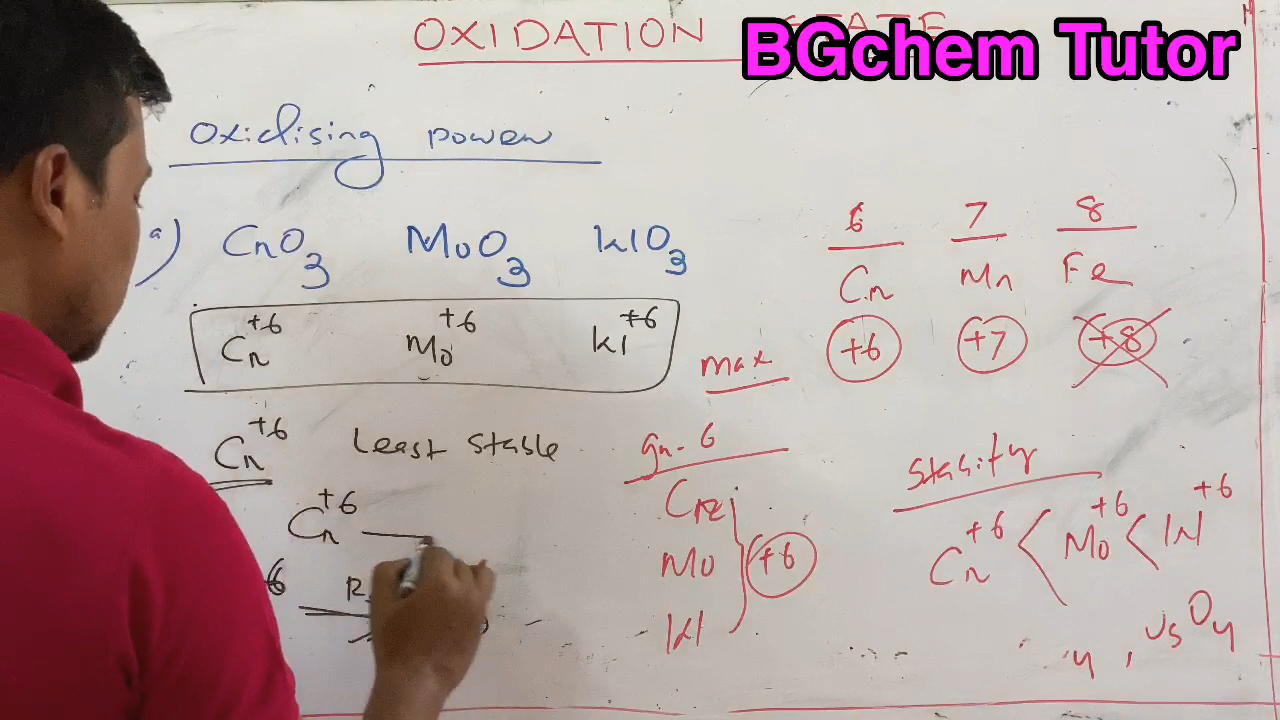 OXIDATION STATE
BGchem Tutor
Oxidising power
a) CrO3 MoO3 WO3
Cr+6 Mo+6 W+6
Cr+6 Least stable
Cr+6
6 7 8
Cr Mn Fe
max +6 +7 +8
gr. 6
Cr
Mo +6
W
Stability
Cr+6 < Mo+6 < W+6